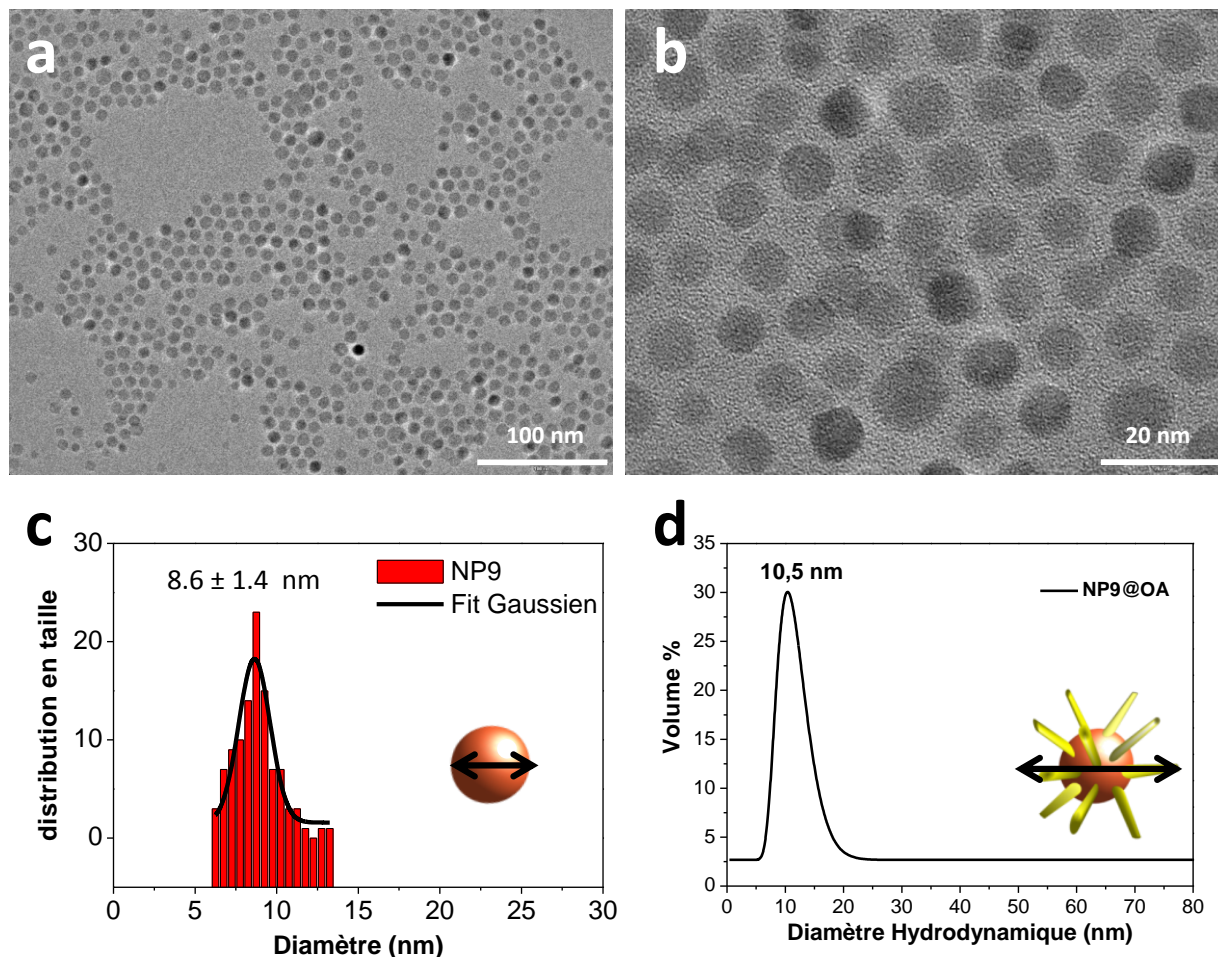 a
100 nm
b
20 nm
c
8.6 ± 1.4 nm
NP9
Fit Gaussien
distribution en taille
30
20
10
0
0 5 10 15 20 25 30
Diamètre (nm)
d
10,5 nm
NP9@OA
Volume %
35
30
25
20
15
10
5
0
0 10 20 30 40 50 60 70 80
Diamètre Hydrodynamique (nm)